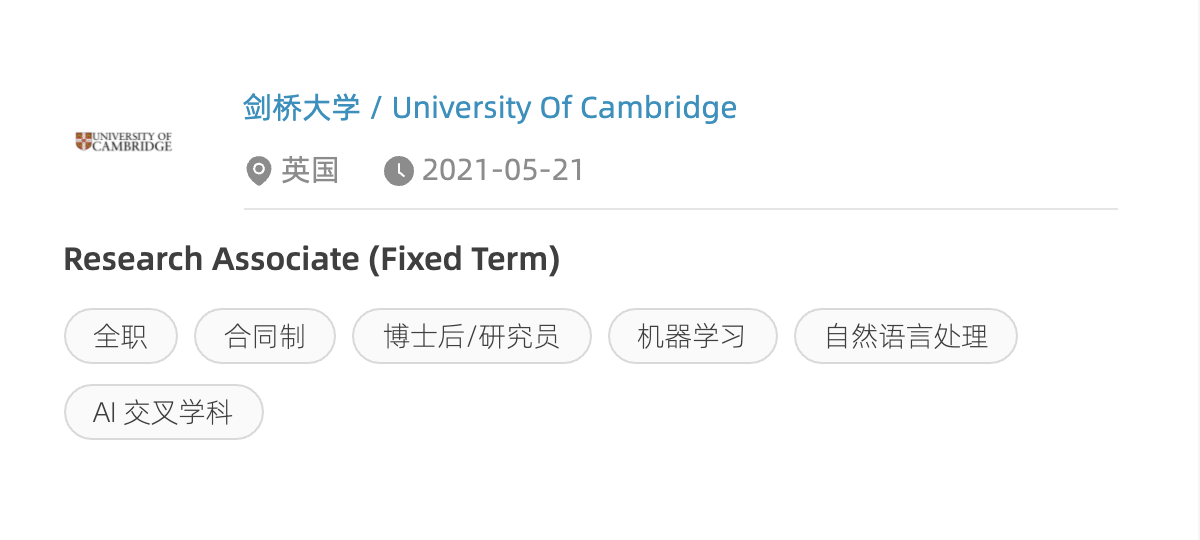 剑桥大学 / University Of Cambridge
UNIVERSITY OF
CAMBRIDGE
英国 2021-05-21
Research Associate (Fixed Term)
全职 合同制 博士后/研究员 机器学习 自然语言处理
AI 交叉学科